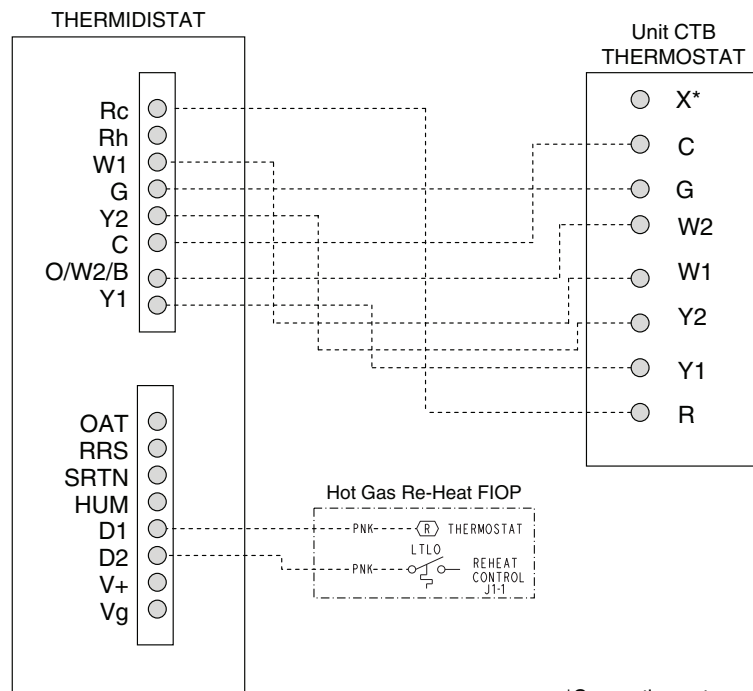 THERMIDISTAT
Rc
Rh
W1
G
Y2
C
O/W2/B
Y1
OAT
RRS
SRTN
HUM
D1
D2
V+
Vg
Unit CTB
THERMOSTAT
X*
C
G
W2
W1
Y2
Y1
R
Hot Gas Re-Heat FIOP
PNK
R THERMOSTAT
LTLO
PNK
REHEAT
CONTROL
J1-1